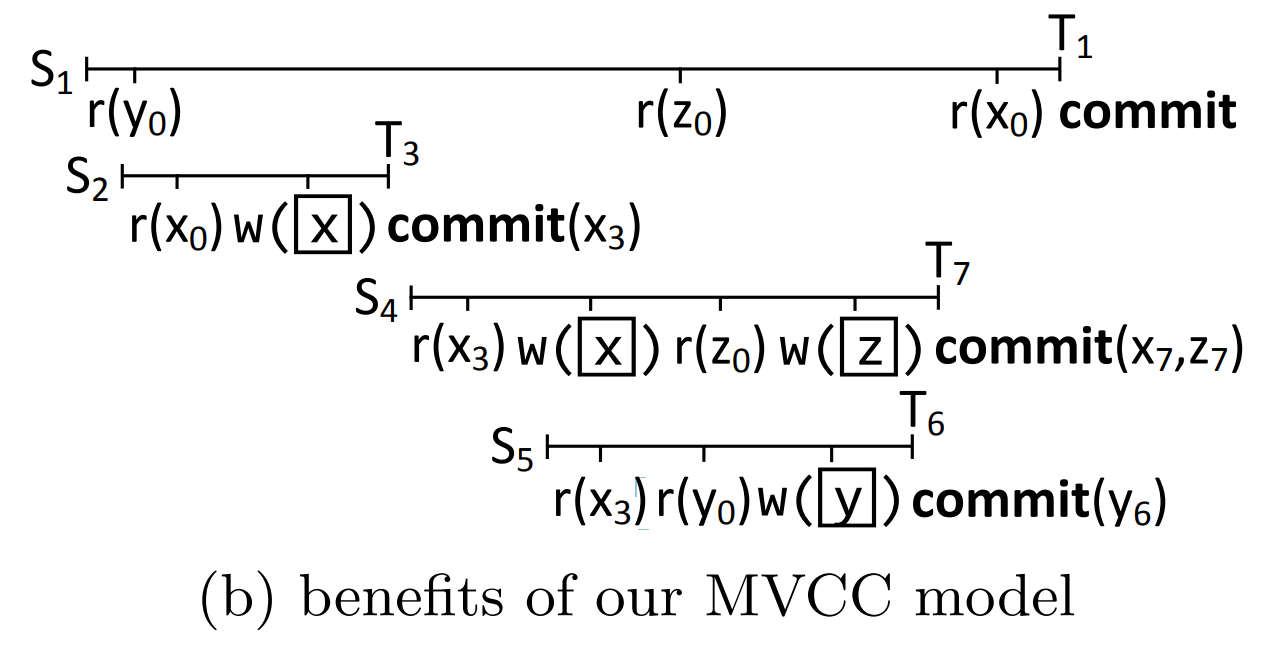 S₁ T₁
r(y₀) r(z₀) r(x₀) commit
S₂ T₃
r(x₀) w(x) commit(x₃)
S₄ T₇
r(x₃) w(x) r(z₀) w(z) commit(x₇,z₇)
S₅ T₆
r(x₃) r(y₀) w(y) commit(y₆)
(b) benefits of our MVCC model